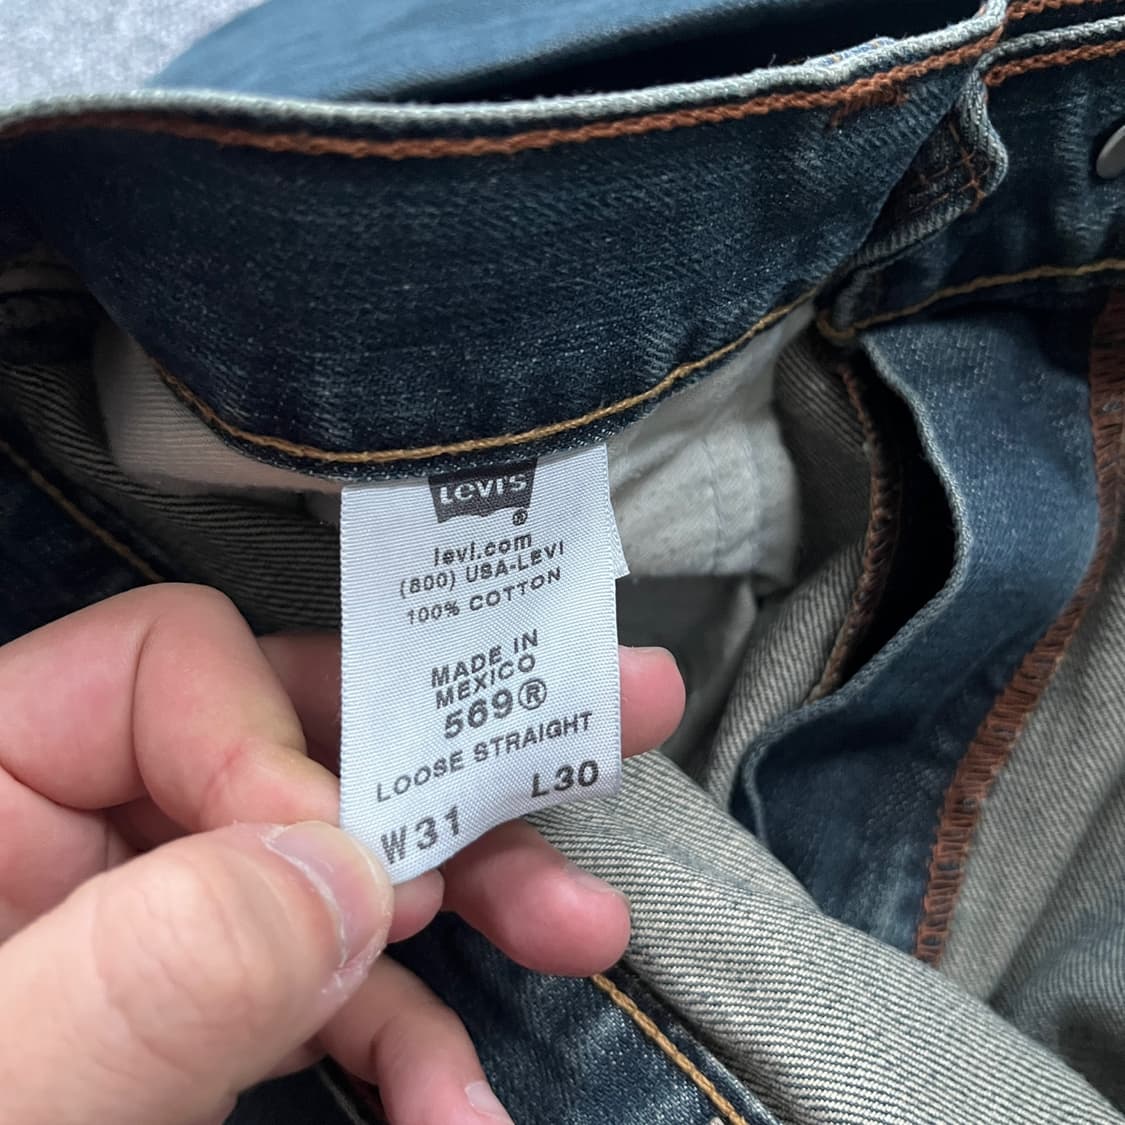 Levi's
®
levi.com
(800) USA-LEVI
100% COTTON
MADE IN
MEXICO
569®
LOOSE STRAIGHT
W31 L30